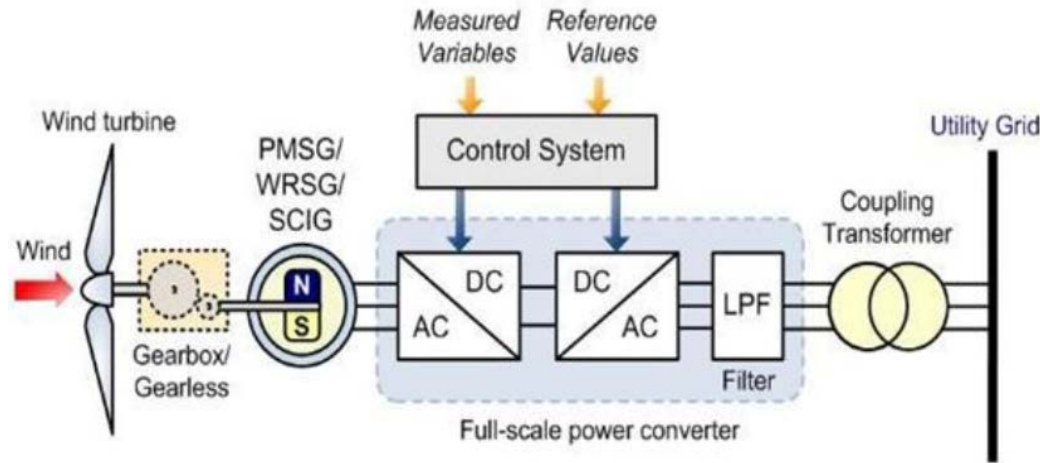 Measured
Variables
Reference
Values
Wind turbine
PMSG/
WRSG/
SCIG
Control System
Utility Grid
Coupling
Transformer
Wind
N
S
DC
AC
DC
AC
LPF
Gearbox/
Gearless
Filter
Full-scale power converter